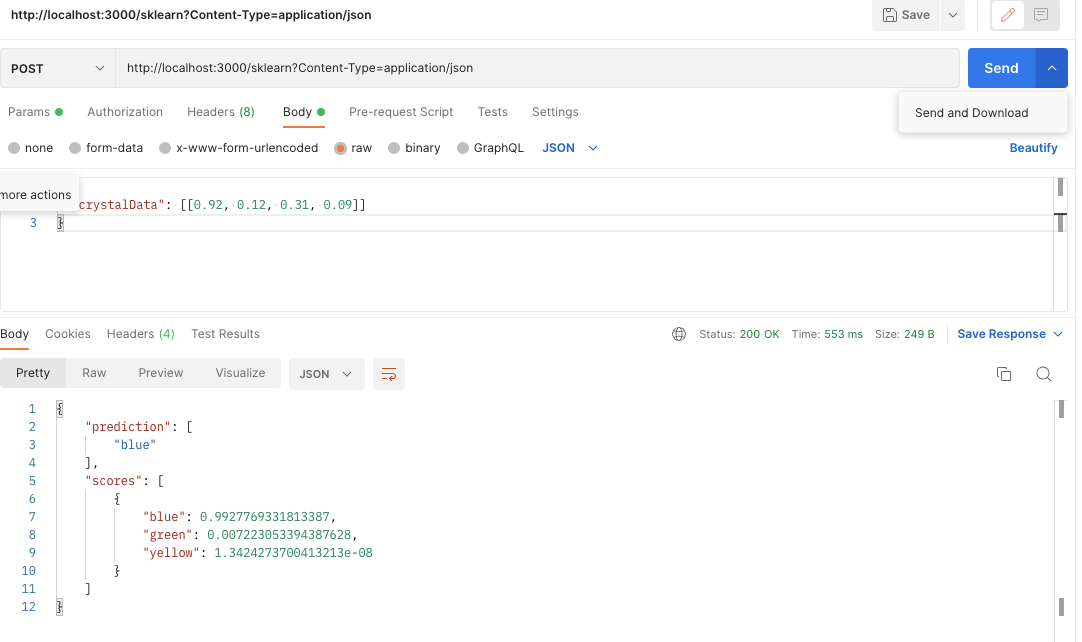 http://localhost:3000/sklearn?Content-Type=application/json
Save
POST
http://localhost:3000/sklearn?Content-Type=application/json
Send
Params
Authorization
Headers (8)
Body
Pre-request Script
Tests
Settings
Send and Download
none
form-data
x-www-form-urlencoded
raw
binary
GraphQL
JSON
Beautify
more actions
crystalData": [[0.92, 0.12, 0.31, 0.09]]
3 }
Body
Cookies
Headers (4)
Test Results
Status: 200 OK
Time: 553 ms
Size: 249 B
Save Response
Pretty
Raw
Preview
Visualize
JSON
1 {
2 "prediction": [
3 "blue"
4 ],
5 "scores": [
6 {
7 "blue": 0.9927769331813387,
8 "green": 0.007223053394387628,
9 "yellow": 1.3424273700413213e-08
10 }
11 ]
12 }